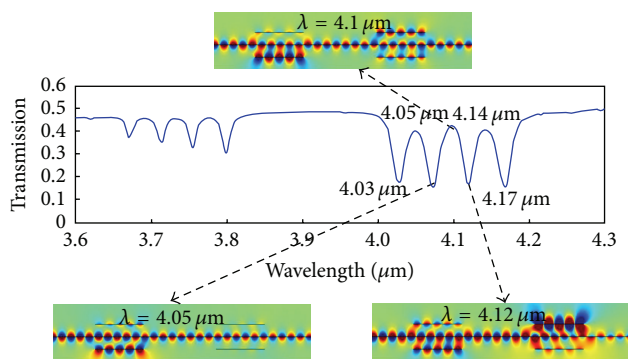 λ = 4.1 μm
0.6
0.5
0.4
0.3
0.2
0.1
0
Transmission
4.05 μm
4.14 μm
4.03 μm
4.17 μm
3.6
3.7
3.8
3.9
4.0
4.1
4.2
4.3
Wavelength (μm)
λ = 4.05 μm
λ = 4.12 μm